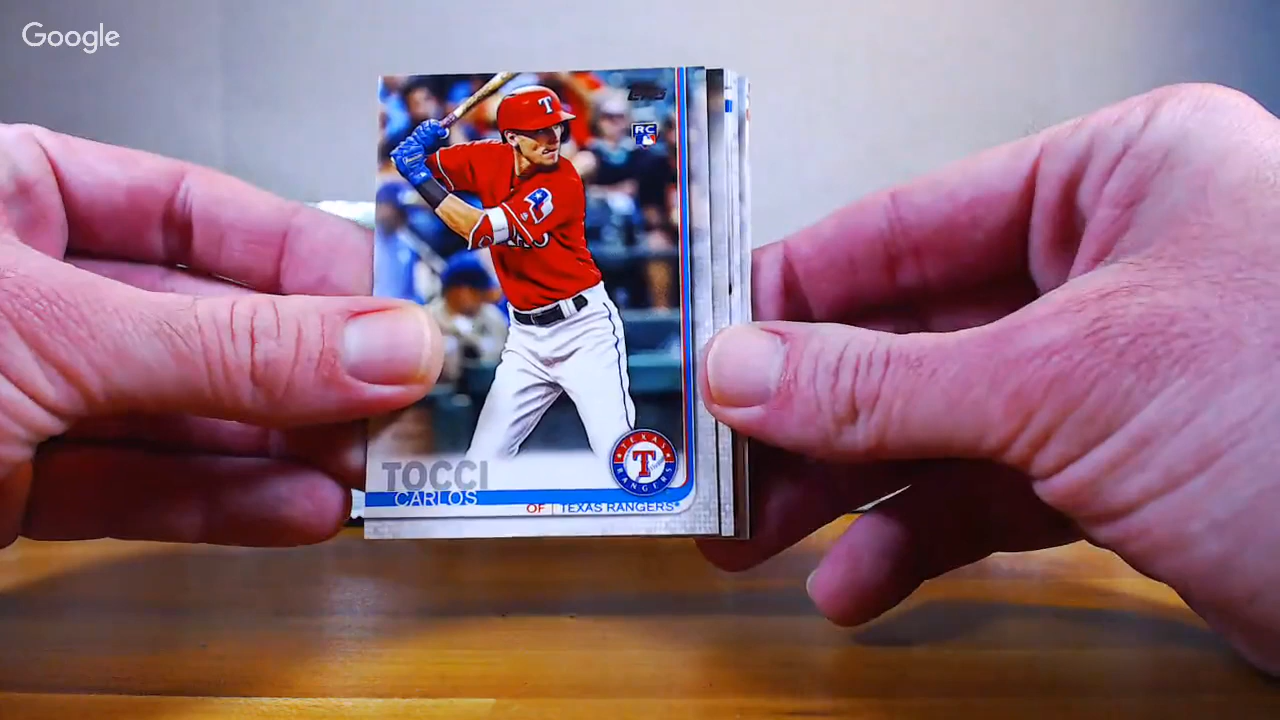 Google
Topps
RC
T
TOCCI
CARLOS
OF | TEXAS RANGERS®
TEXAS
T
RANGERS